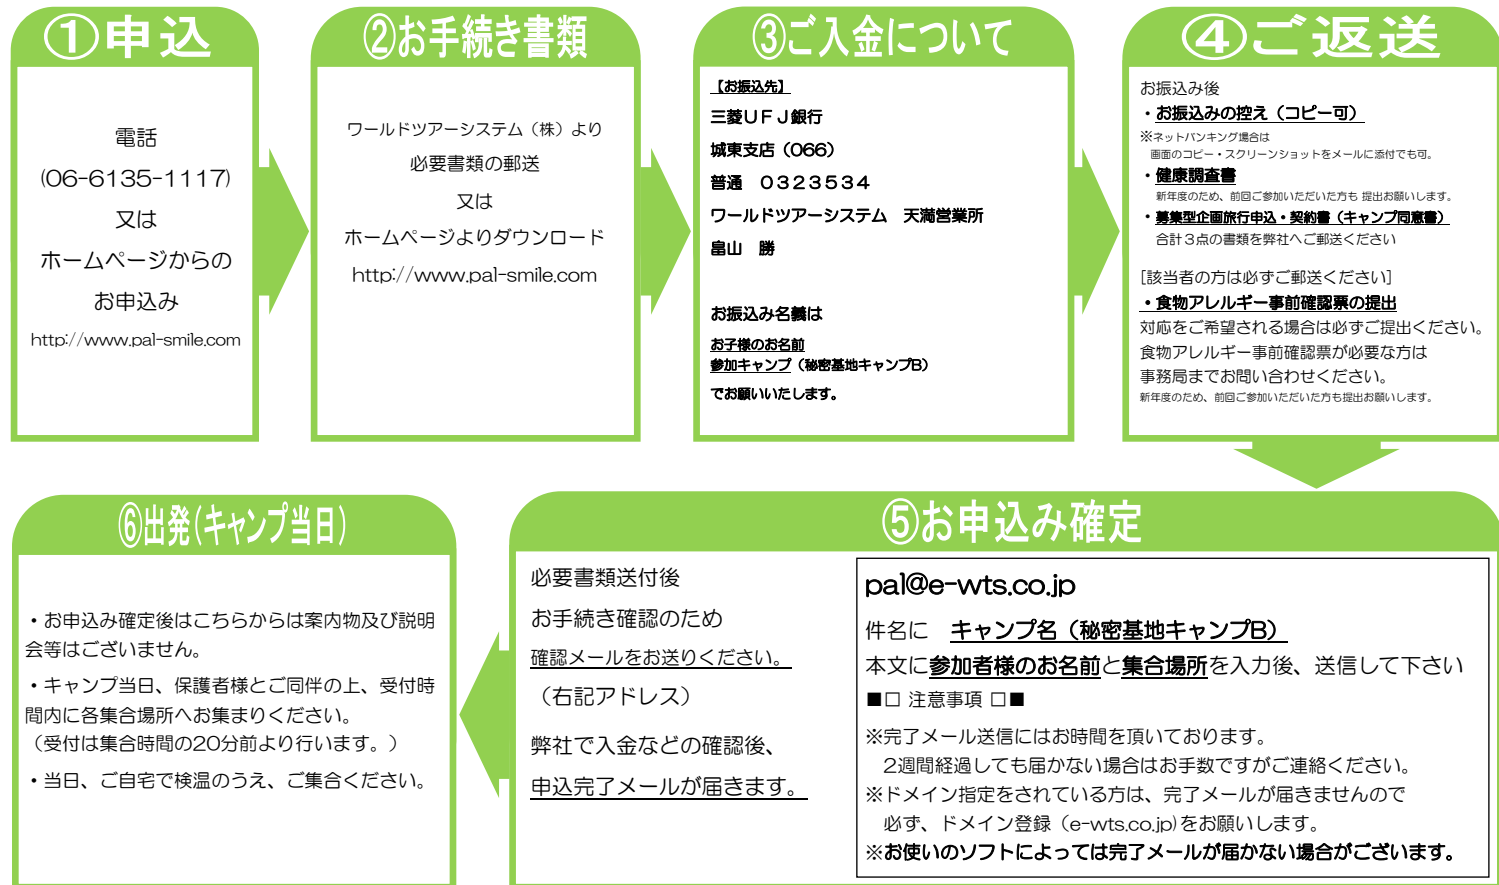 ①申込
電話
(06-6135-1117)
又は
ホームページからの
お申込み
http://www.pal-smile.com
②お手続き書類
ワールドツアーシステム（株）より
必要書類の郵送
又は
ホームページよりダウンロード
http://www.pal-smile.com
③ご入金について
【お振込先】
三菱ＵＦＪ銀行
城東支店（066）
普通　０３２３５３４
ワールドツアーシステム　天満営業所
畠山　勝
お振込み名義は
お子様のお名前
参加キャンプ（秘密基地キャンプB）
でお願いいたします。
④ご返送
お振込み後
・お振込みの控え（コピー可）
※ネットバンキング場合は
画面のコピー・スクリーンショットをメールに添付でも可。
・健康調査書
新年度のため、前回ご参加いただいた方も 提出お願いします。
・募集型企画旅行申込・契約書（キャンプ同意書）
合計３点の書類を弊社へご郵送ください
[該当者の方は必ずご郵送ください]
・食物アレルギー事前確認票の提出
対応をご希望される場合は必ずご提出ください。
食物アレルギー事前確認票が必要な方は
事務局までお問い合わせください。
新年度のため、前回ご参加いただいた方も提出お願いします。
⑤お申込み確定
必要書類送付後
お手続き確認のため
確認メールをお送りください。
（右記アドレス）
弊社で入金などの確認後、
申込完了メールが届きます。
pal@e-wts.co.jp
件名に　キャンプ名（秘密基地キャンプB）
本文に参加者様のお名前と集合場所を入力後、送信して下さい
■□ 注意事項 □■
※完了メール送信にはお時間を頂いております。
2週間経過しても届かない場合はお手数ですがご連絡ください。
※ドメイン指定をされている方は、完了メールが届きませんので
必ず、ドメイン登録（e-wts.co.jp)をお願いします。
※お使いのソフトによっては完了メールが届かない場合がございます。
⑥出発(キャンプ当日)
・お申込み確定後はこちらからは案内物及び説明
会等はございません。
・キャンプ当日、保護者様とご同伴の上、受付時
間内に各集合場所へお集まりください。
（受付は集合時間の20分前より行います。）
・当日、ご自宅で検温のうえ、ご集合ください。